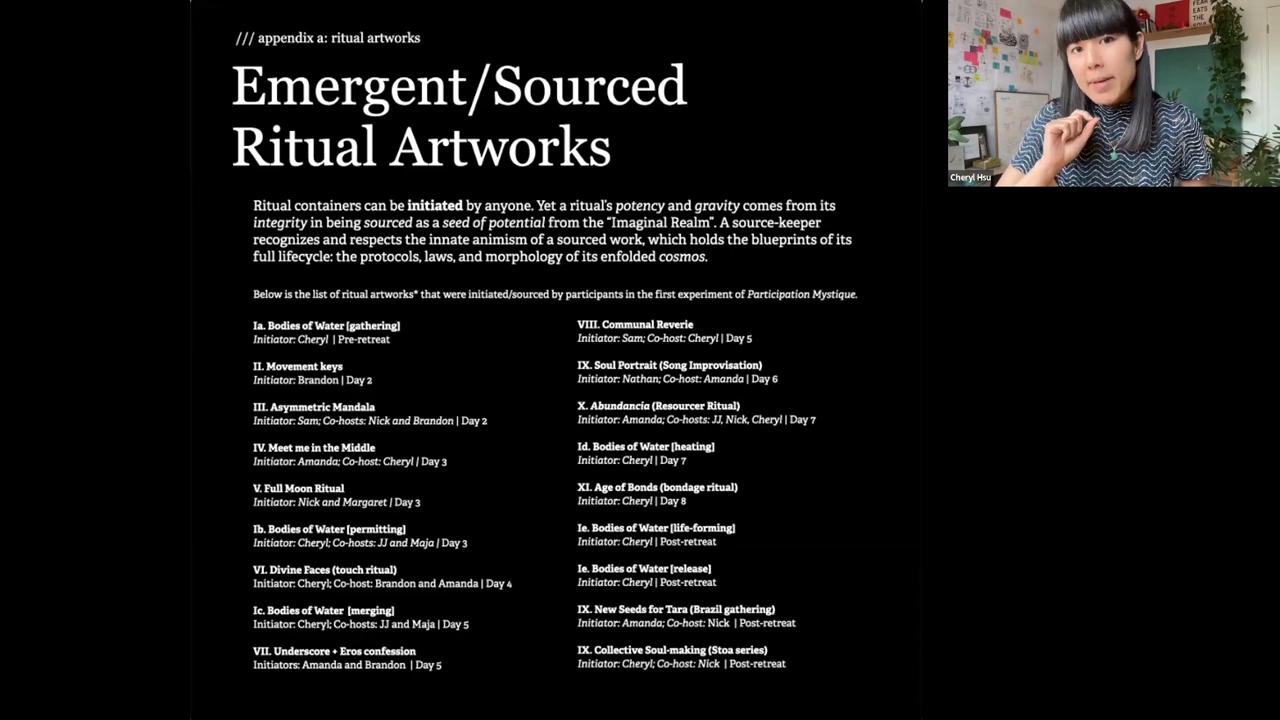 /// appendix a: ritual artworks
Emergent/Sourced
Ritual Artworks
Ritual containers can be initiated by anyone. Yet a ritual's potency and gravity comes from its
integrity in being sourced as a seed of potential from the “Imaginal Realm”. A source-keeper
recognizes and respects the innate animism of a sourced work, which holds the blueprints of its
full lifecycle: the protocols, laws, and morphology of its enfolded cosmos.
Below is the list of ritual artworks* that were initiated/sourced by participants in the first experiment of Participation Mystique.
Ia. Bodies of Water [gathering]
Initiator: Cheryl | Pre-retreat
II. Movement keys
Initiator: Brandon | Day 2
III. Asymmetric Mandala
Initiator: Sam; Co-hosts: Nick and Brandon | Day 2
IV. Meet me in the Middle
Initiator: Amanda; Co-host: Cheryl | Day 3
V. Full Moon Ritual
Initiator: Nick and Margaret | Day 3
Ib. Bodies of Water [permitting]
Initiator: Cheryl; Co-hosts: JJ and Maja | Day 3
VI. Divine Faces (touch ritual)
Initiator: Cheryl; Co-host: Brandon and Amanda | Day 4
Ic. Bodies of Water [merging]
Initiator: Cheryl; Co-hosts: JJ and Maja | Day 5
VII. Underscore + Eros confession
Initiators: Amanda and Brandon | Day 5
VIII. Communal Reverie
Initiator: Sam; Co-host: Cheryl | Day 5
IX. Soul Portrait (Song Improvisation)
Initiator: Nathan; Co-host: Amanda | Day 6
X. Abundancia (Resourcer Ritual)
Initiator: Amanda; Co-hosts: JJ, Nick, Cheryl | Day 7
Id. Bodies of Water [heating]
Initiator: Cheryl | Day 7
XI. Age of Bonds (bondage ritual)
Initiator: Cheryl | Day 8
Ie. Bodies of Water [life-forming]
Initiator: Cheryl | Post-retreat
Ie. Bodies of Water [release]
Initiator: Cheryl | Post-retreat
IX. New Seeds for Tara (Brazil gathering)
Initiator: Amanda; Co-host: Nick | Post-retreat
IX. Collective Soul-making (Stoa series)
Initiator: Cheryl; Co-host: Nick | Post-retreat
FEAR
EATS
THE
Cheryl Hsu